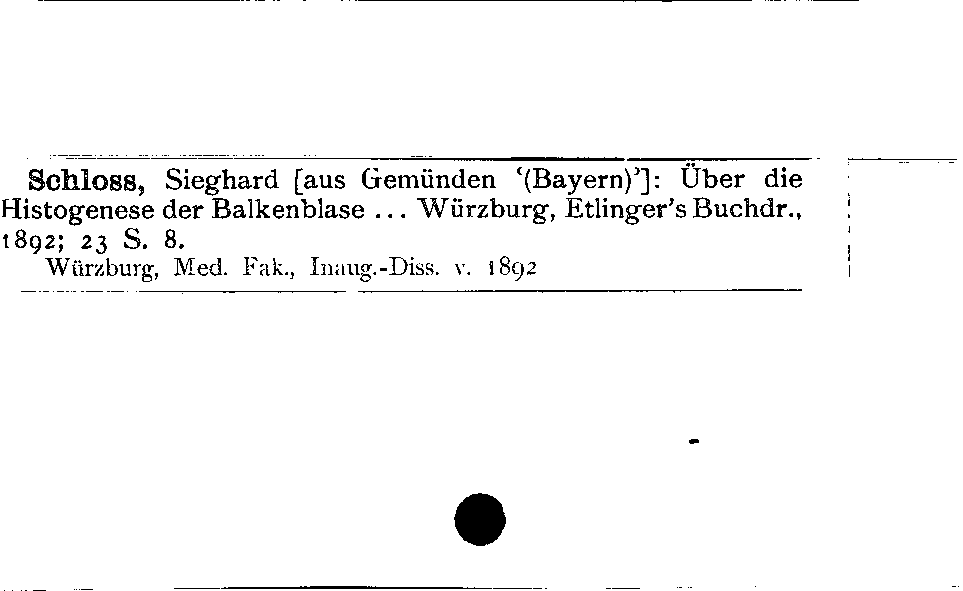 Schloss, Sieghard [aus Gemünden ‘(Bayern)’]: Über die
Histogenese der Balkenblase ... Würzburg, Etlinger's Buchdr.,
1892; 23 S. 8.
Würzburg, Med. Fak., Inaug.-Diss. v. 1892